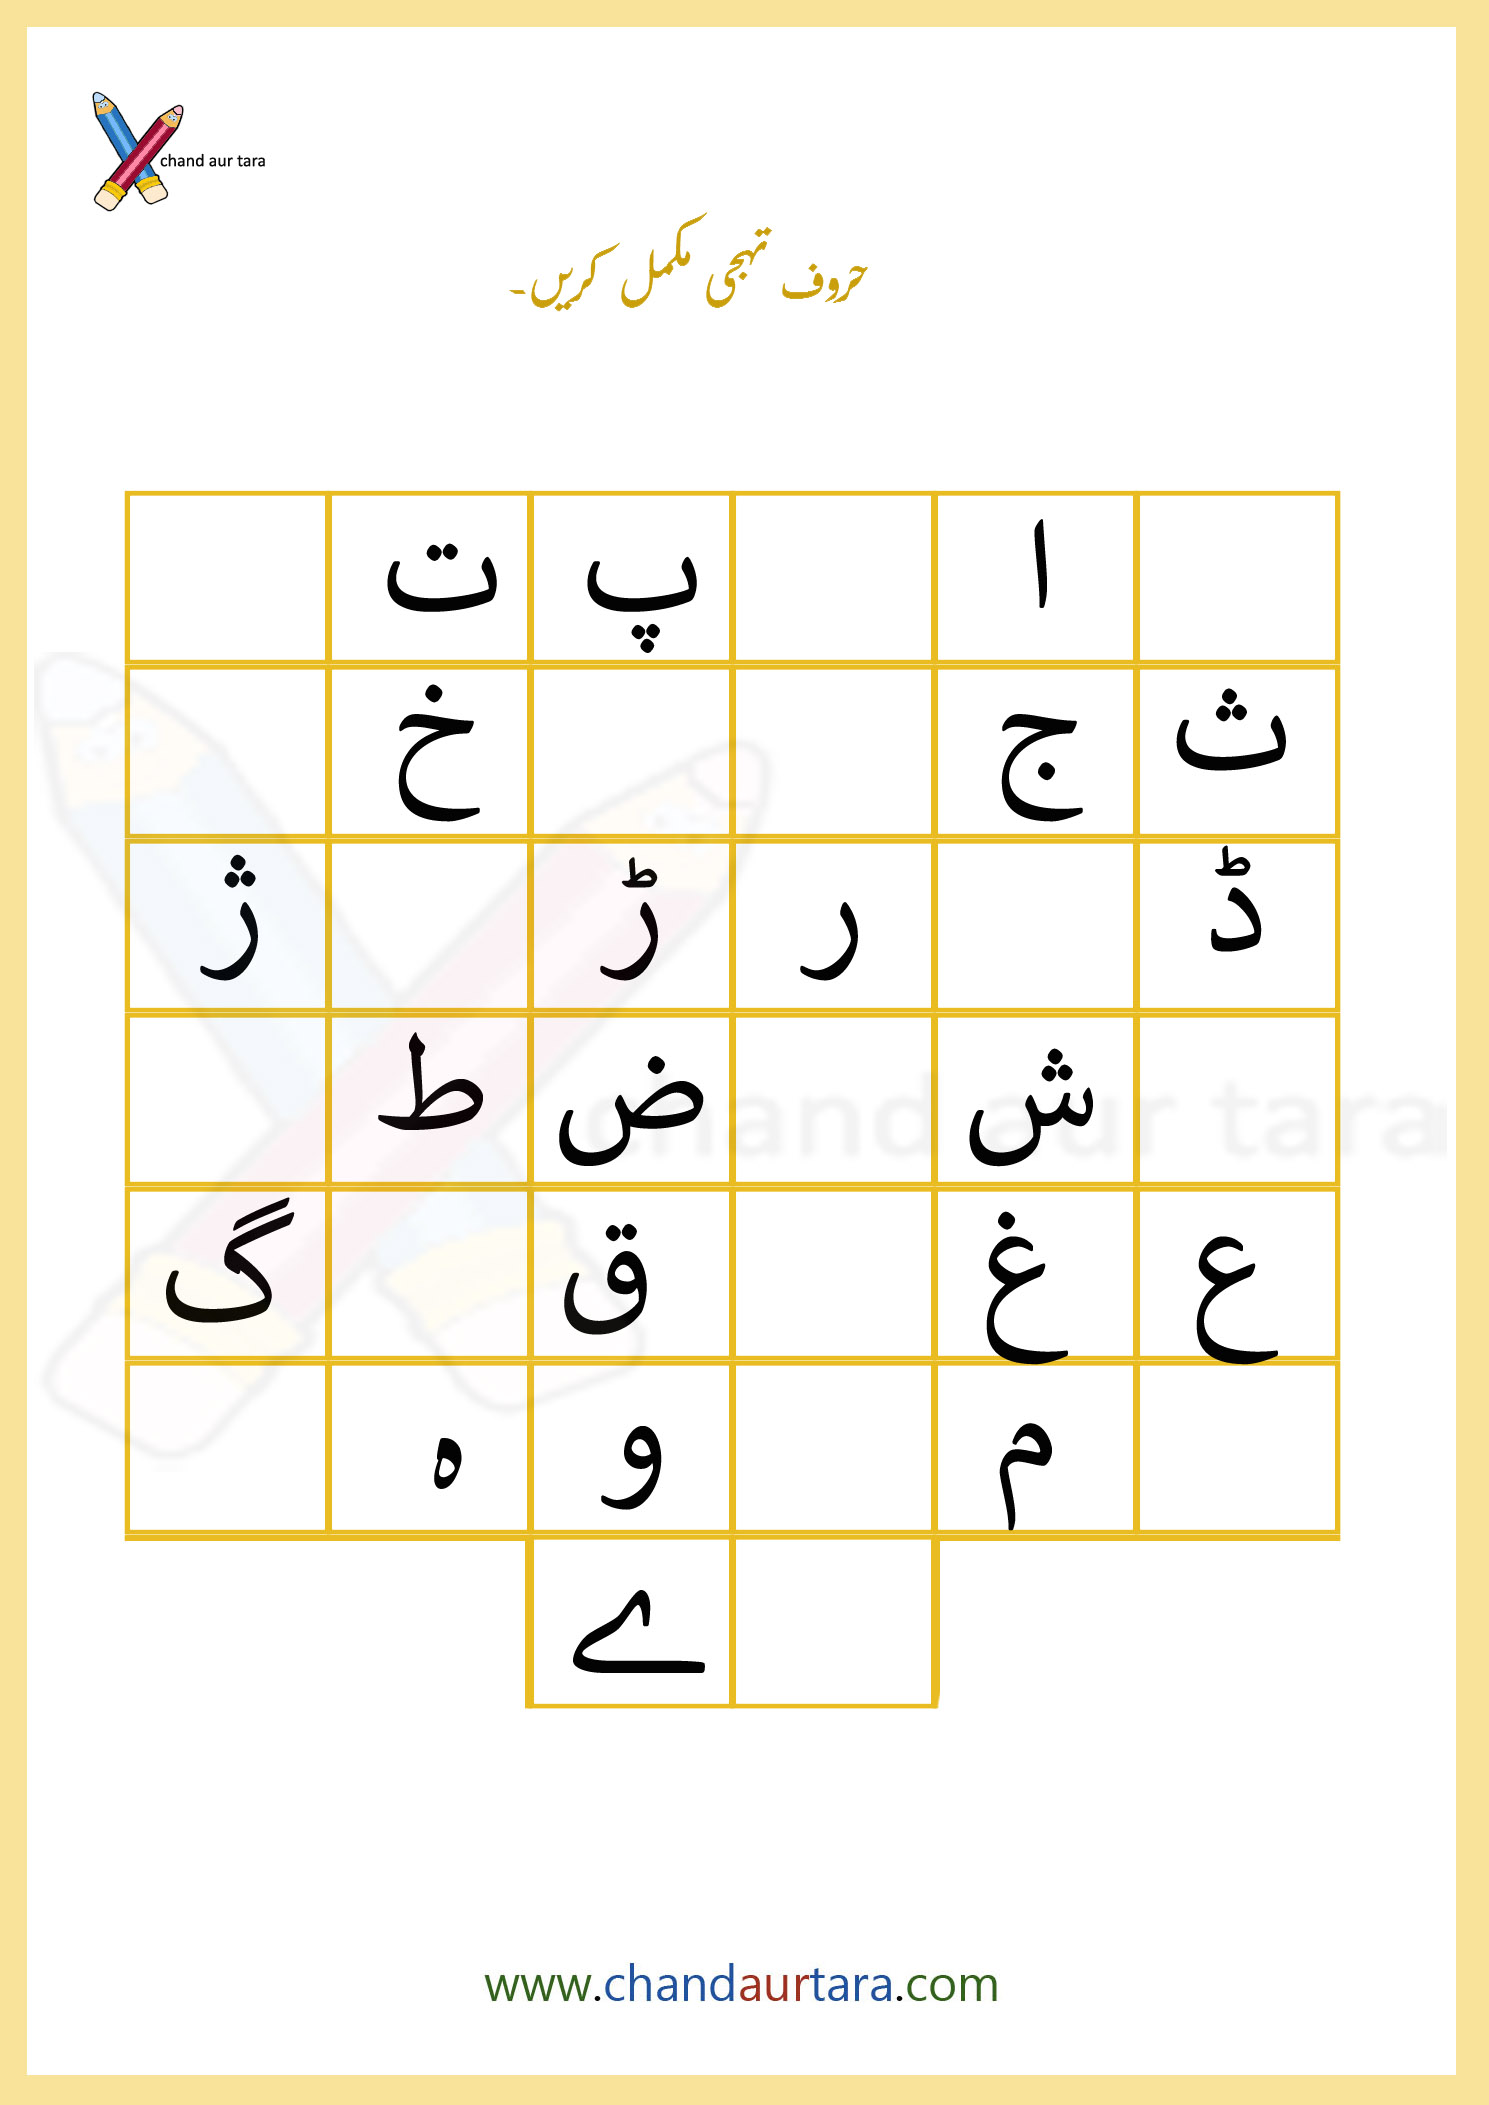 chand aur tara
حروف تہجی مکمل کریں۔
ا پ ت
ث ج خ
ڈ ر ڑ ژ
ش ض ط
ع غ ق گ
م و ہ
ے
chand aur tara
www.chandaurtara.com